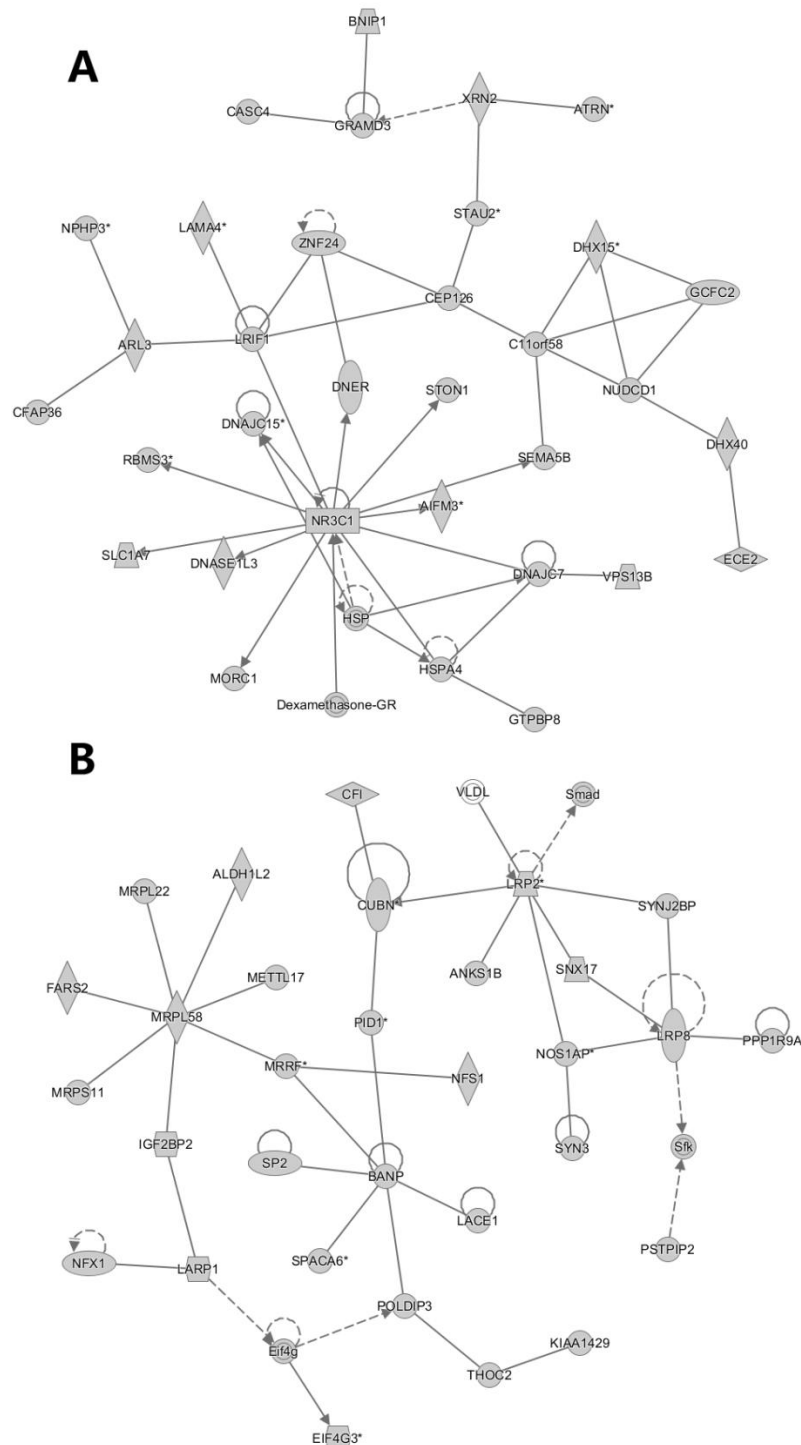 A
BNIP1
CASC4
GRAMD3
XRN2
ATRN*
NPHP3*
LAMA4*
ZNF24
STAU2*
DHX15*
GCFC2
CEP126
ARL3
LRIF1
C11orf58
CFAP36
DNER
STON1
NUDCD1
DNAJC15*
RBMS3*
SEMA5B
DHX40
AIFM3*
NR3C1
SLC1A7
DNASE1L3
DNAJC7
VPS13B
ECE2
HSP
MORC1
HSPA4
Dexamethasone-GR
GTPBP8
B
CFI
VLDL
Smad
MRPL22
ALDH1L2
CUBN*
LRP2*
SYNJ2BP
FARS2
METTL17
ANKS1B
SNX17
MRPL58
PID1*
LRP8
PPP1R9A
NOS1AP*
MRPS11
MRRF*
NFS1
IGF2BP2
SP2
BANP
SYN3
Sfk
LACE1
NFX1
LARP1
SPACA6*
PSTPIP2
POLDIP3
Eif4g
THOC2
KIAA1429
EIF4G3*